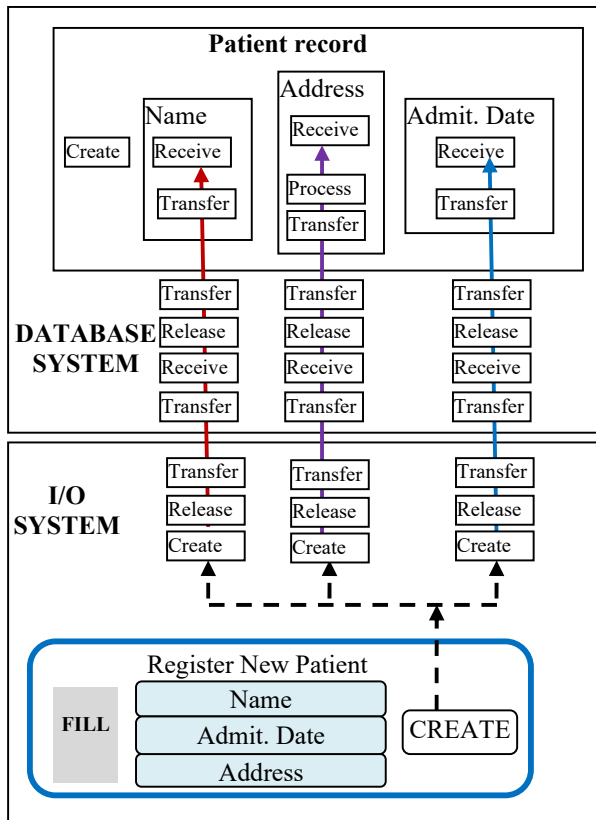 Patient record
Name
Address
Admit. Date
Create
Receive
Receive
Receive
Transfer
Process
Transfer
Transfer
Transfer
Transfer
Transfer
DATABASE
SYSTEM
Release
Release
Release
Receive
Receive
Receive
Transfer
Transfer
Transfer
I/O
SYSTEM
Transfer
Transfer
Transfer
Release
Release
Release
Create
Create
Create
Register New Patient
FILL
Name
Admit. Date
Address
CREATE